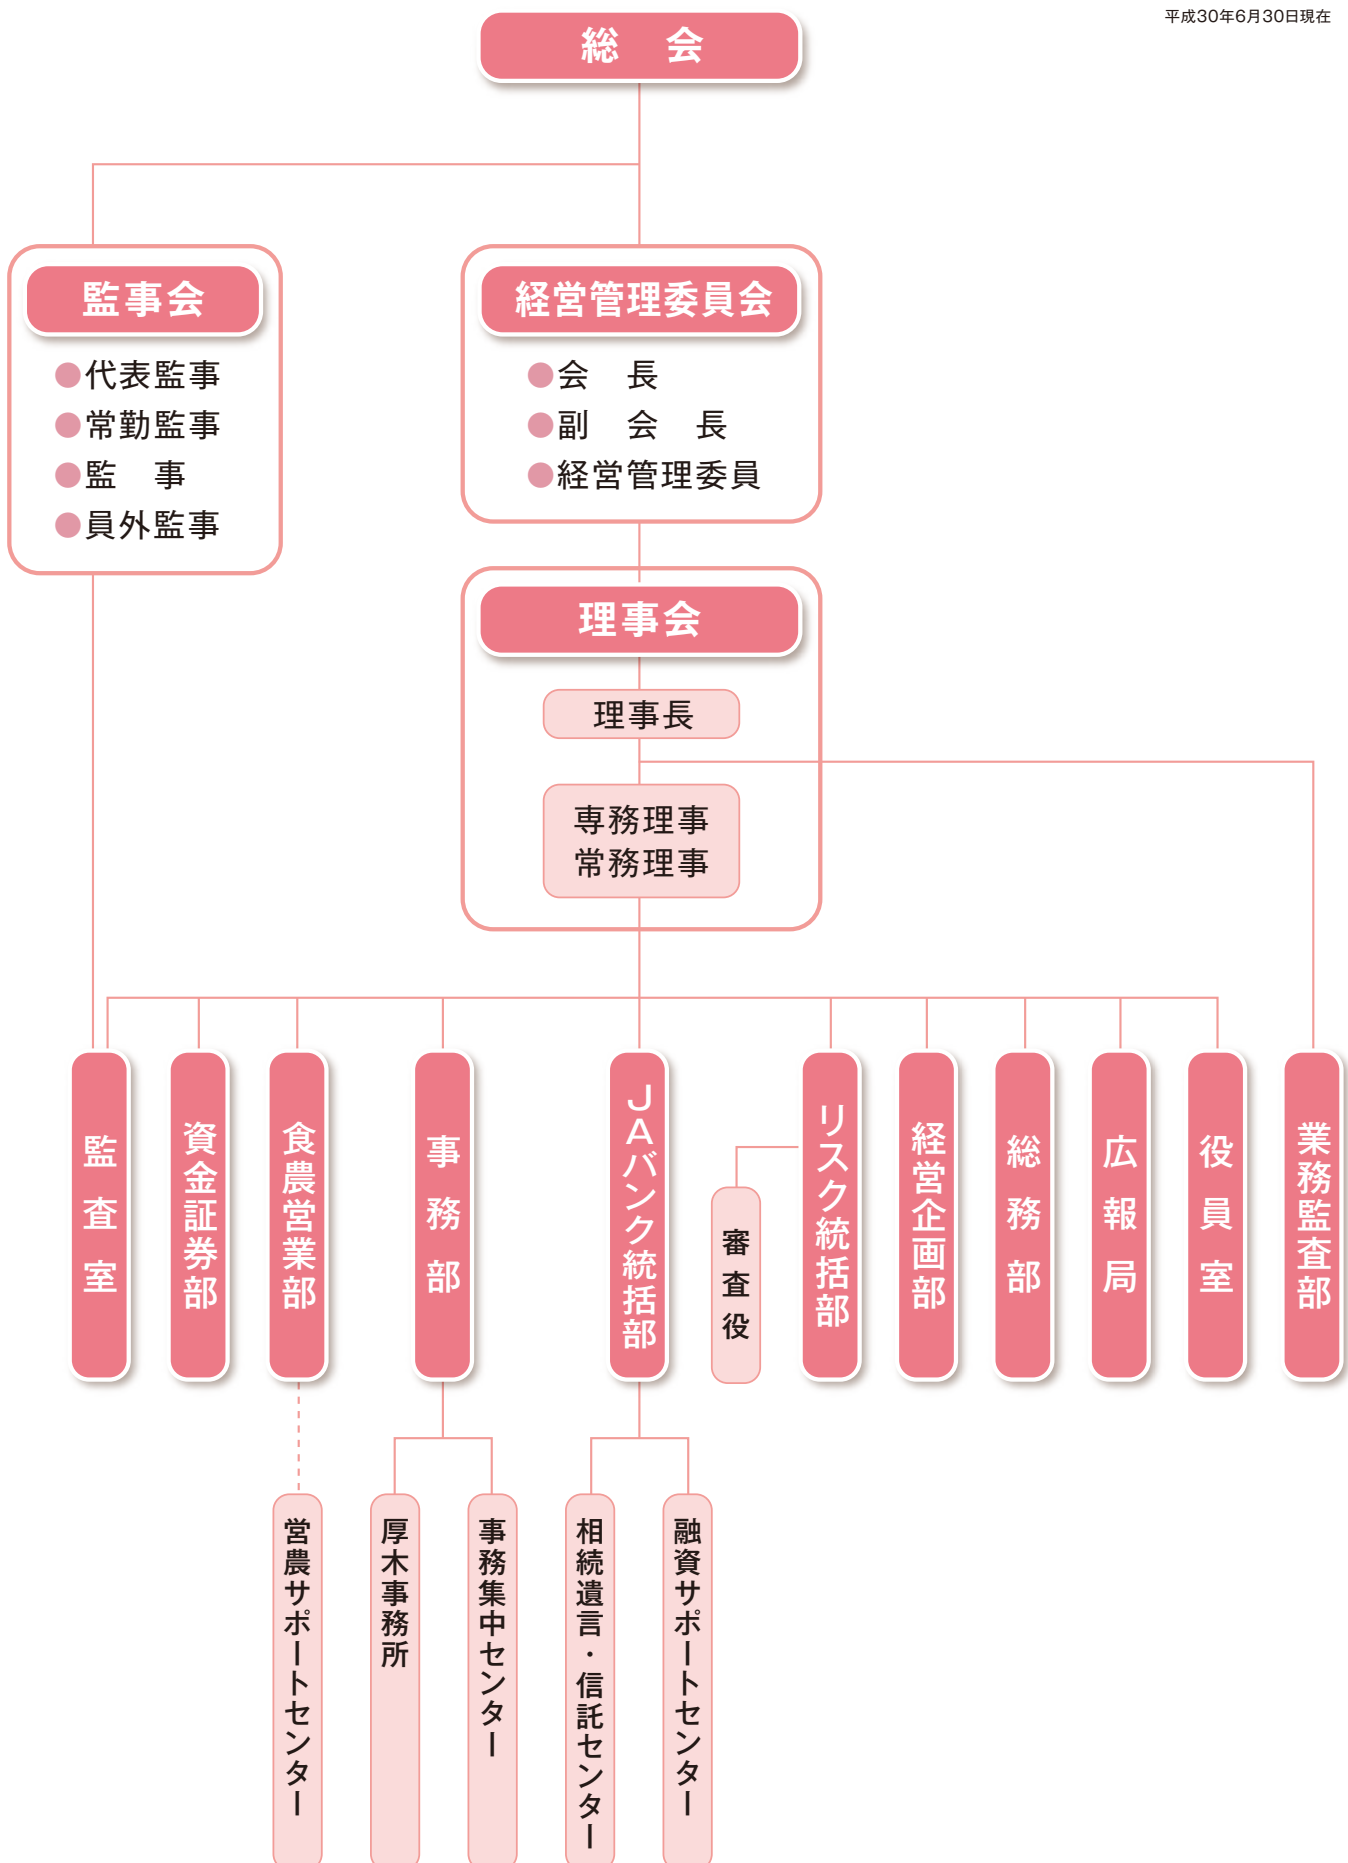 平成30年6月30日現在
総　会
監事会
●代表監事
●常勤監事
●監　事
●員外監事
経営管理委員会
●会　長
●副　会　長
●経営管理委員
理事会
理事長
専務理事
常務理事
監査室
資金証券部
食農営業部
事務部
JAバンク統括部
審査役
リスク統括部
経営企画部
総務部
広報局
役員室
業務監査部
営農サポートセンター
厚木事務所
事務集中センター
相続遺言・信託センター
融資サポートセンター